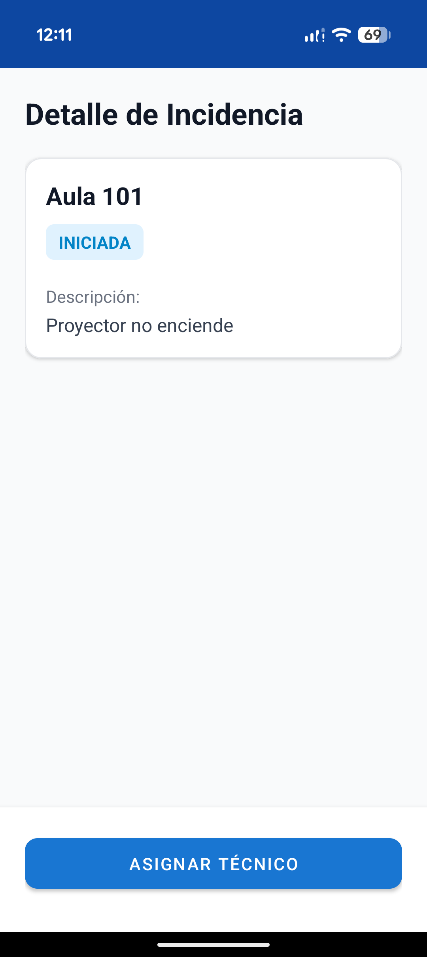 12:11
69
Detalle de Incidencia
Aula 101
INICIADA
Descripción:
Proyector no enciende
ASIGNAR TÉCNICO